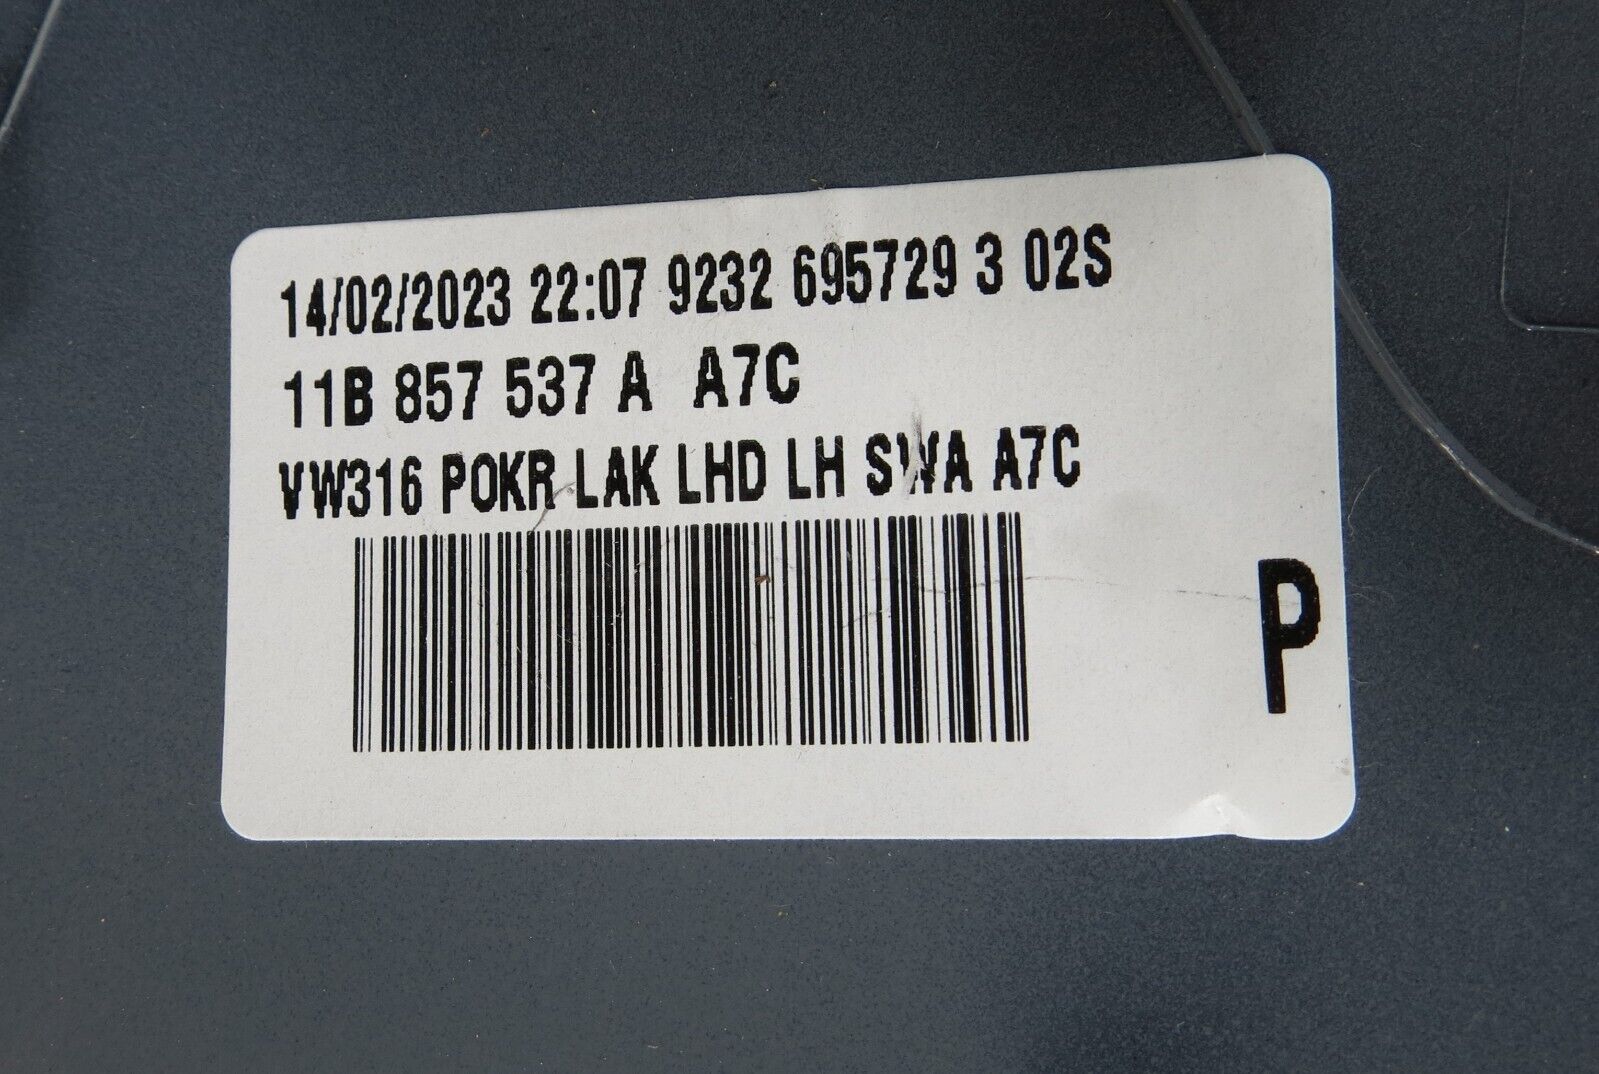 14/02/2023 22:07 9232 695729 3 02S
11B 857 537 A A7C
VW316 POKR LAK LHD LH SWA A7C
P